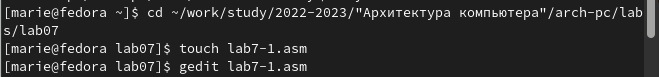 [marie@fedora ~]$ cd ~/work/study/2022-2023/"Архитектура компьютера"/arch-pc/lab
s/lab07
[marie@fedora lab07]$ touch lab7-1.asm
[marie@fedora lab07]$ gedit lab7-1.asm